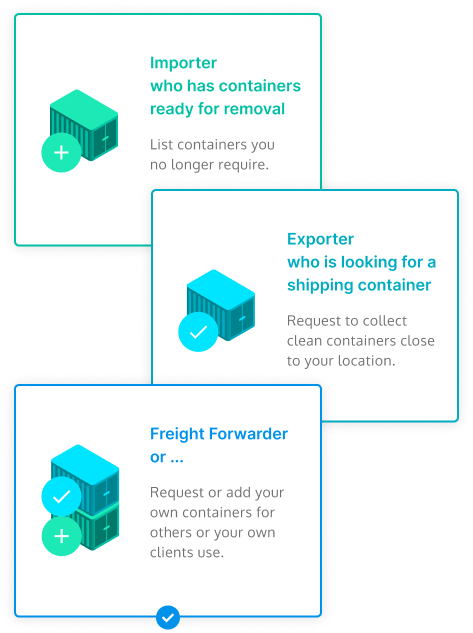 Importer
who has containers
ready for removal
List containers you
no longer require.
Exporter
who is looking for a
shipping container
Request to collect
clean containers close
to your location.
Freight Forwarder
or ...
Request or add your
own containers for
others or your own
clients use.